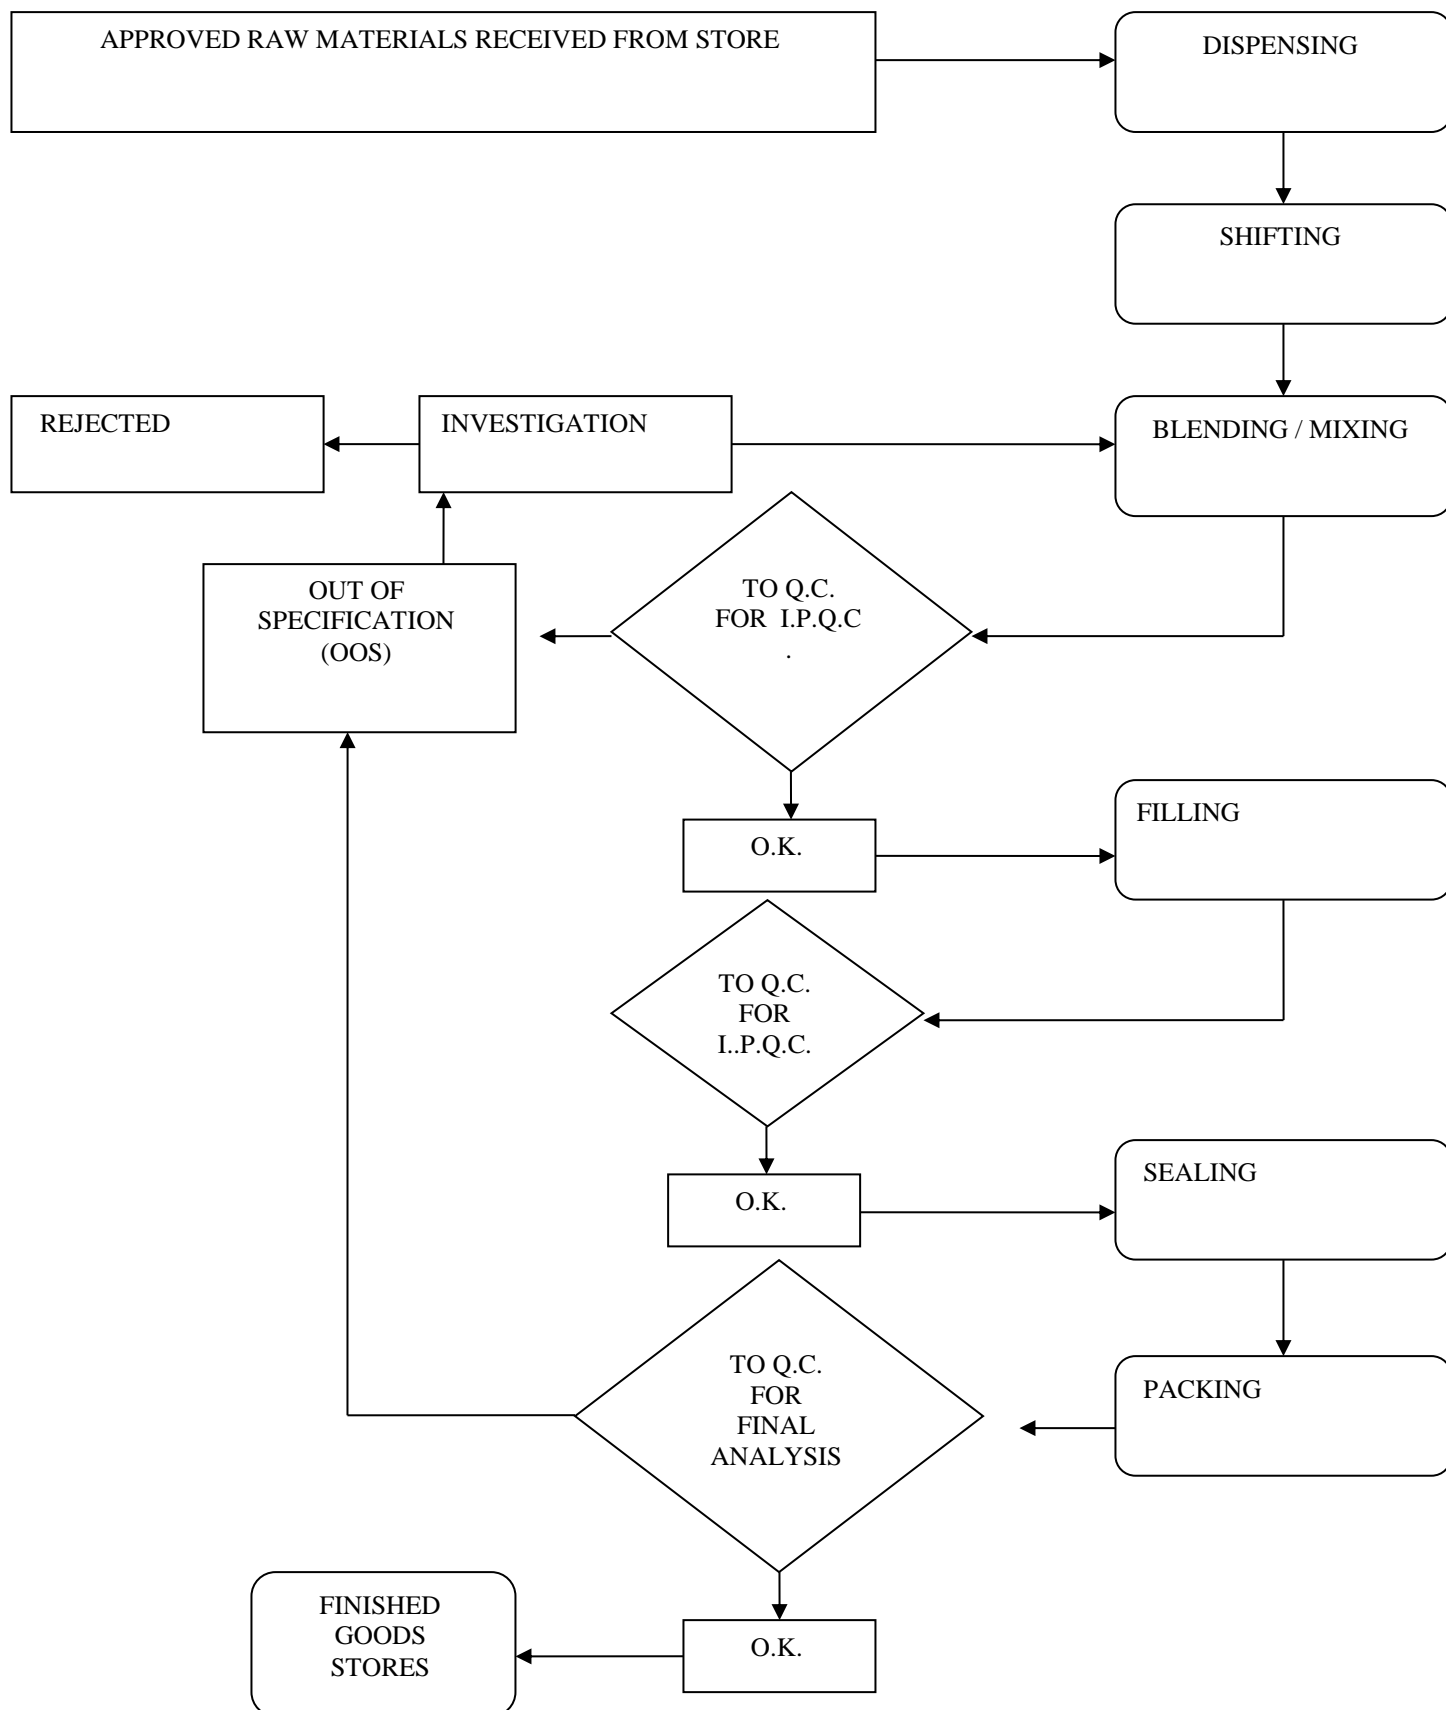 APPROVED RAW MATERIALS RECEIVED FROM STORE
DISPENSING
SHIFTING
REJECTED
INVESTIGATION
BLENDING / MIXING
OUT OF
SPECIFICATION
(OOS)
TO Q.C.
FOR I.P.Q.C
.
O.K.
FILLING
TO Q.C.
FOR
I..P.Q.C.
O.K.
SEALING
TO Q.C.
FOR
FINAL
ANALYSIS
PACKING
FINISHED
GOODS
STORES
O.K.